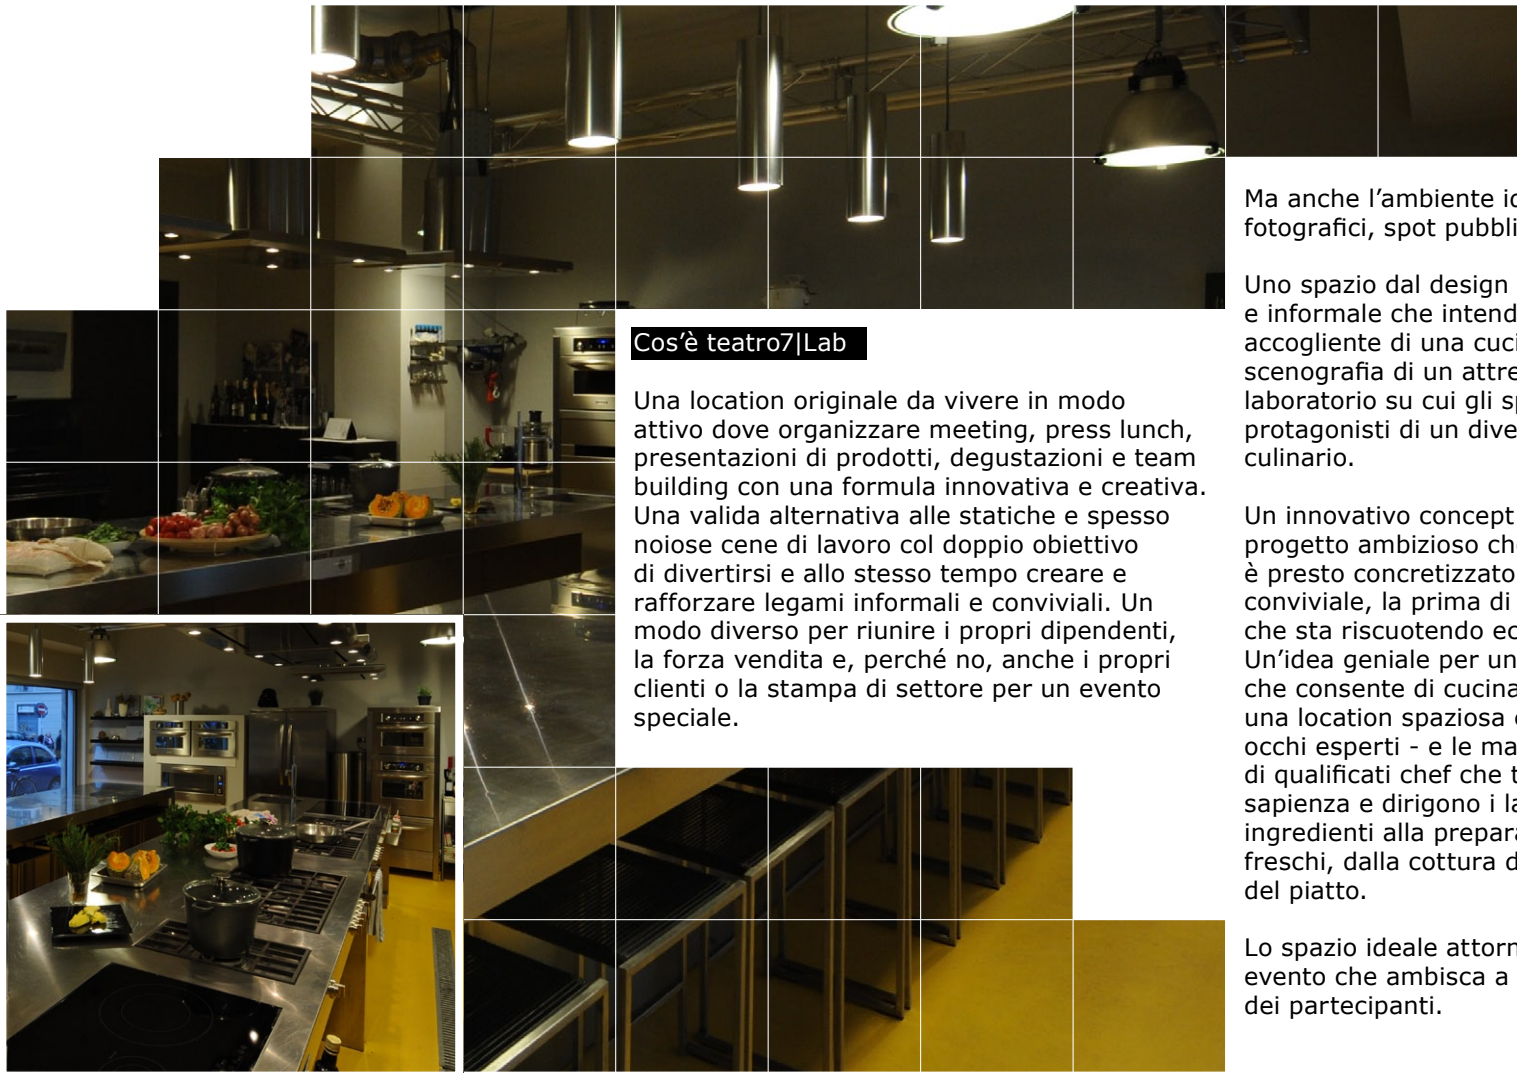 Cos’è teatro7|Lab
Una location originale da vivere in modo
attivo dove organizzare meeting, press lunch,
presentazioni di prodotti, degustazioni e team
building con una formula innovativa e creativa.
Una valida alternativa alle statiche e spesso
noiose cene di lavoro col doppio obiettivo
di divertirsi e allo stesso tempo creare e
rafforzare legami informali e conviviali. Un
modo diverso per riunire i propri dipendenti,
la forza vendita e, perché no, anche i propri
clienti o la stampa di settore per un evento
speciale.
Ma anche l’ambiente
fotografici, spot
Uno spazio dal design
e informale che
accogliente di una
scenografia di un
laboratorio su cui gli
protagonisti di un
culinario.
Un innovativo concept
progetto ambizioso
è presto concretizzato
conviviale, la prima di
che sta riscuotendo
Un’idea geniale per
che consente di
una location spaziosa
occhi esperti - e le
di qualificati chef che
sapienza e dirigono i
ingredienti alla
freschi, dalla cottura
del piatto.
Lo spazio ideale
evento che ambisca a
dei partecipanti.